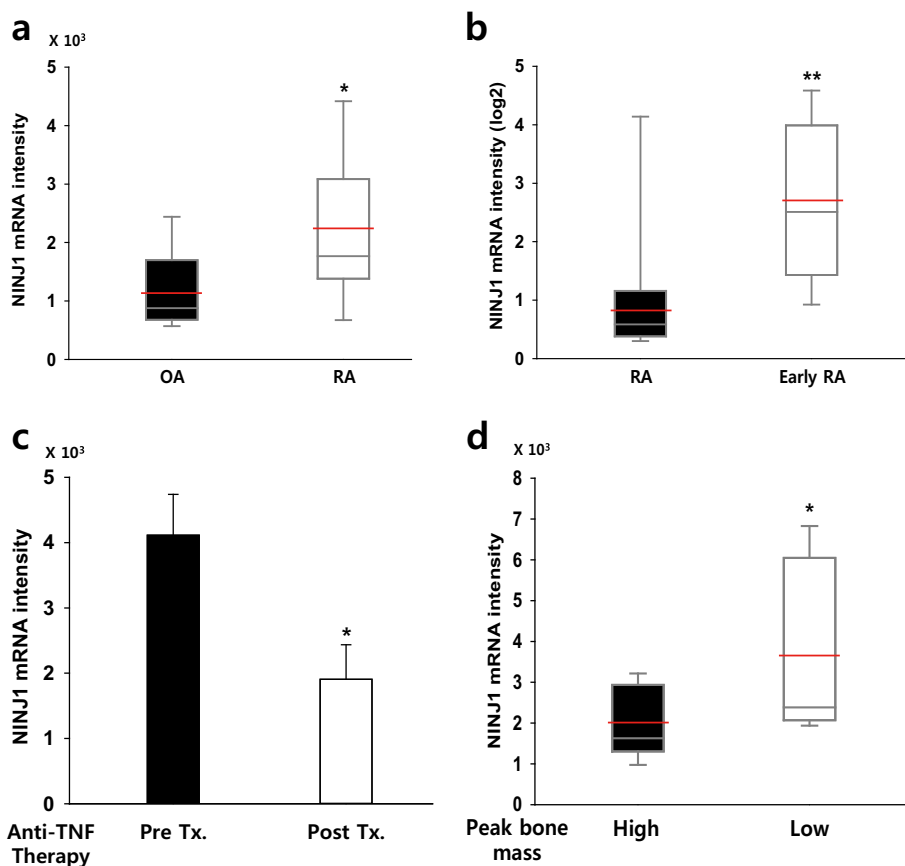 a
X 10³
NINJ1 mRNA intensity
5
4
3
2
1
0
*
OA
RA
b
NINJ1 mRNA intensity (log2)
5
4
3
2
1
0
**
RA
Early RA
c
X 10³
NINJ1 mRNA intensity
5
4
3
2
1
0
*
Anti-TNF
Therapy
Pre Tx.
Post Tx.
d
X 10³
NINJ1 mRNA intensity
8
7
6
5
4
3
2
1
0
*
Peak bone
mass
High
Low